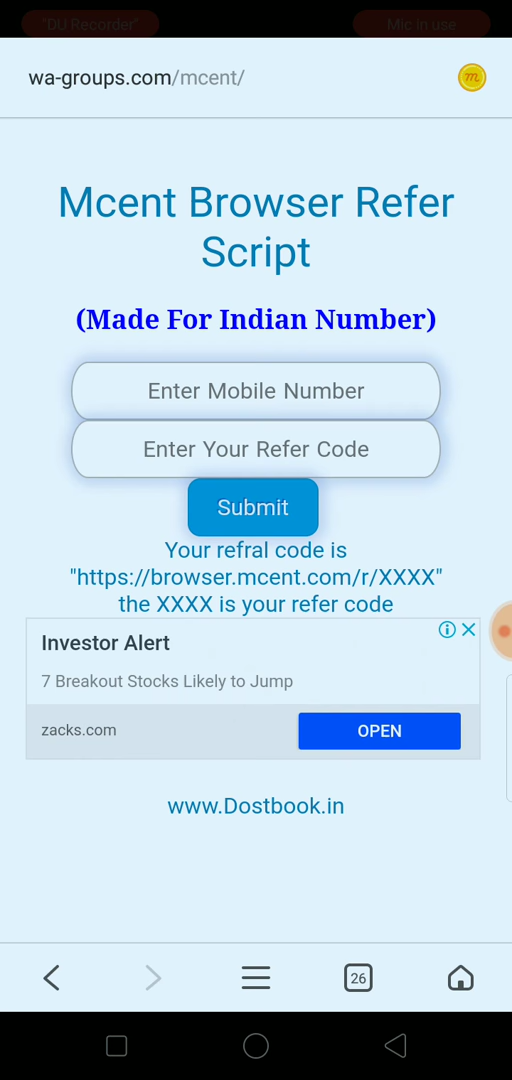 "DU Recorder"
Mic in use
wa-groups.com/mcent/
m
Mcent Browser Refer
Script
(Made For Indian Number)
Enter Mobile Number
Enter Your Refer Code
Submit
Your refral code is
"https://browser.mcent.com/r/XXXX"
the XXXX is your refer code
Investor Alert
7 Breakout Stocks Likely to Jump
zacks.com
OPEN
www.Dostbook.in
26